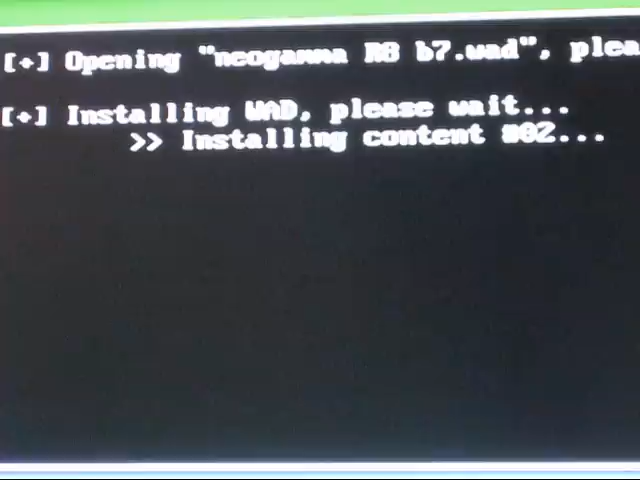 [+] Opening "neogamma R8 b7.wad", plea
[+] Installing WAD, please wait...
>> Installing content #02...